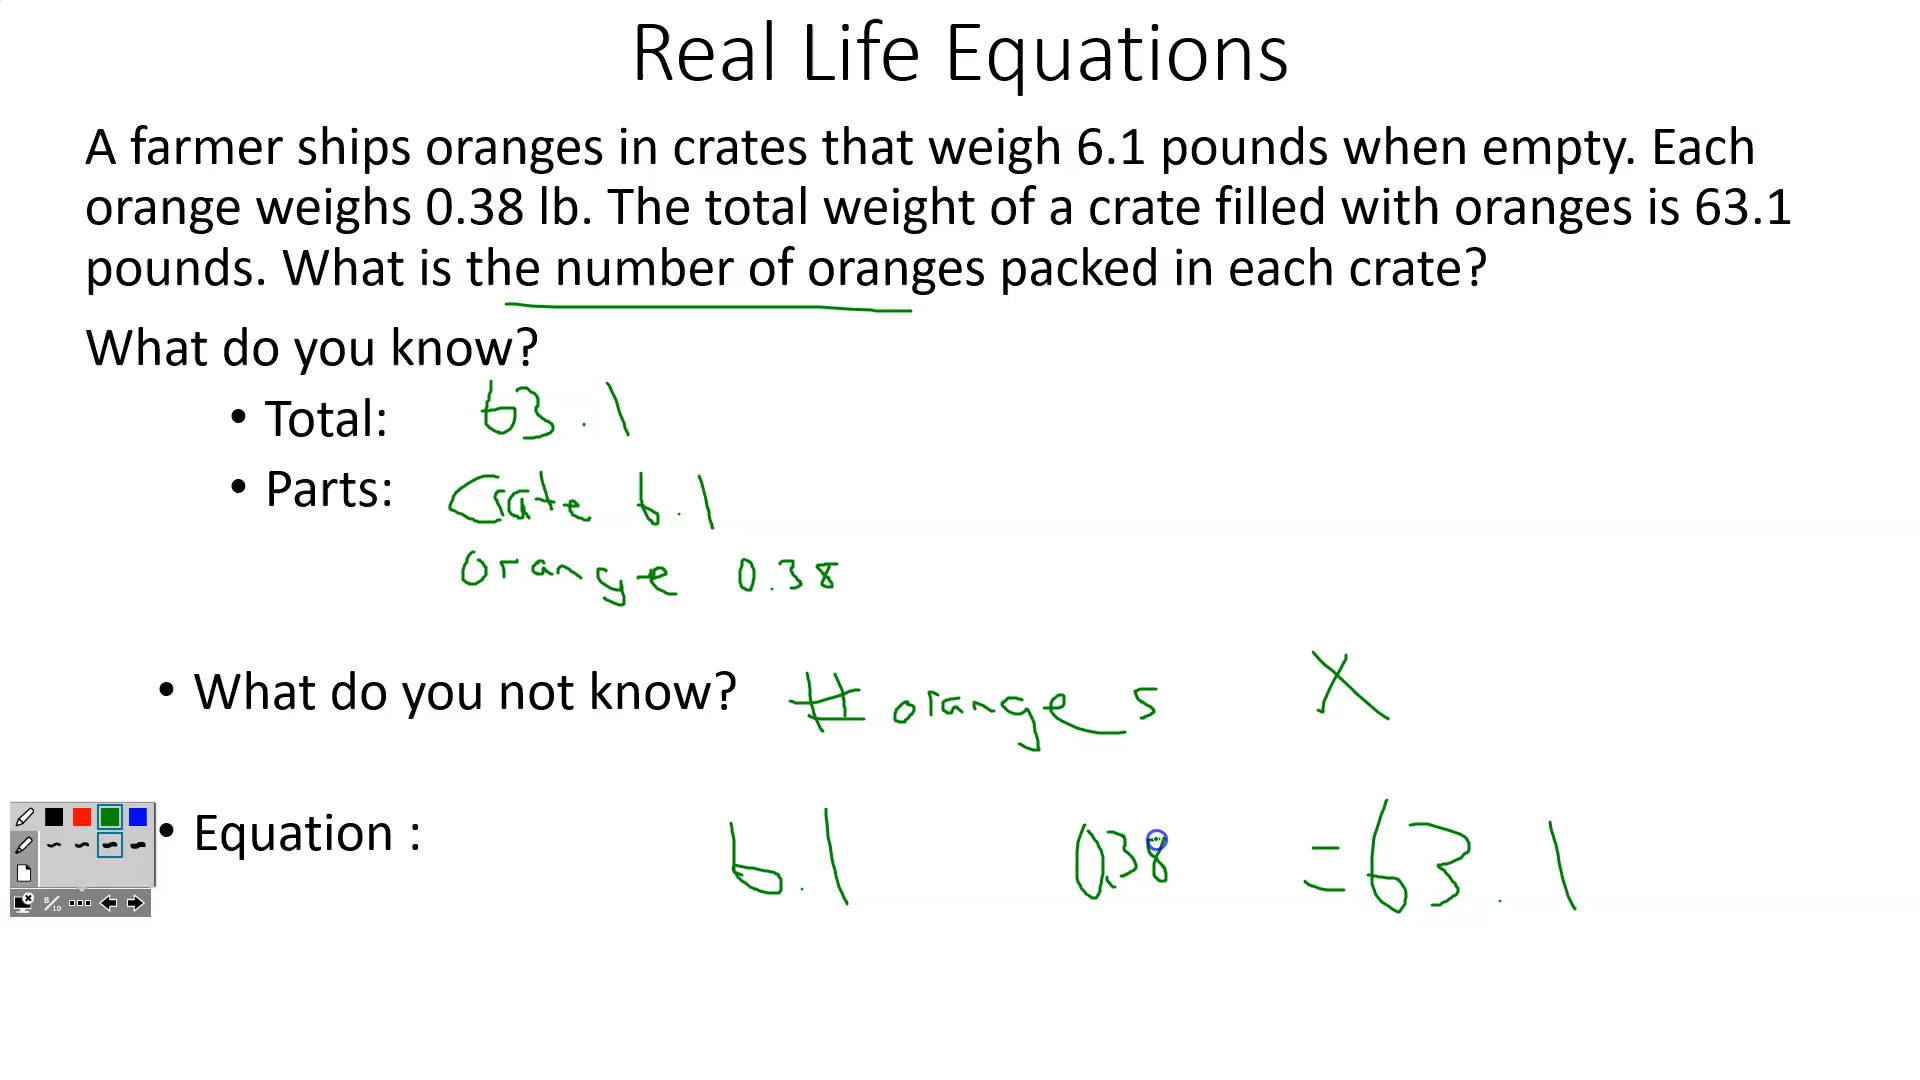 Real Life Equations
A farmer ships oranges in crates that weigh 6.1 pounds when empty. Each
orange weighs 0.38 lb. The total weight of a crate filled with oranges is 63.1
pounds. What is the number of oranges packed in each crate?
What do you know?
• Total: 63.1
• Parts: Crate 6.1
orange 0.38
• What do you not know? # oranges X
• Equation : 6.1 0.38 = 63.1
8/10